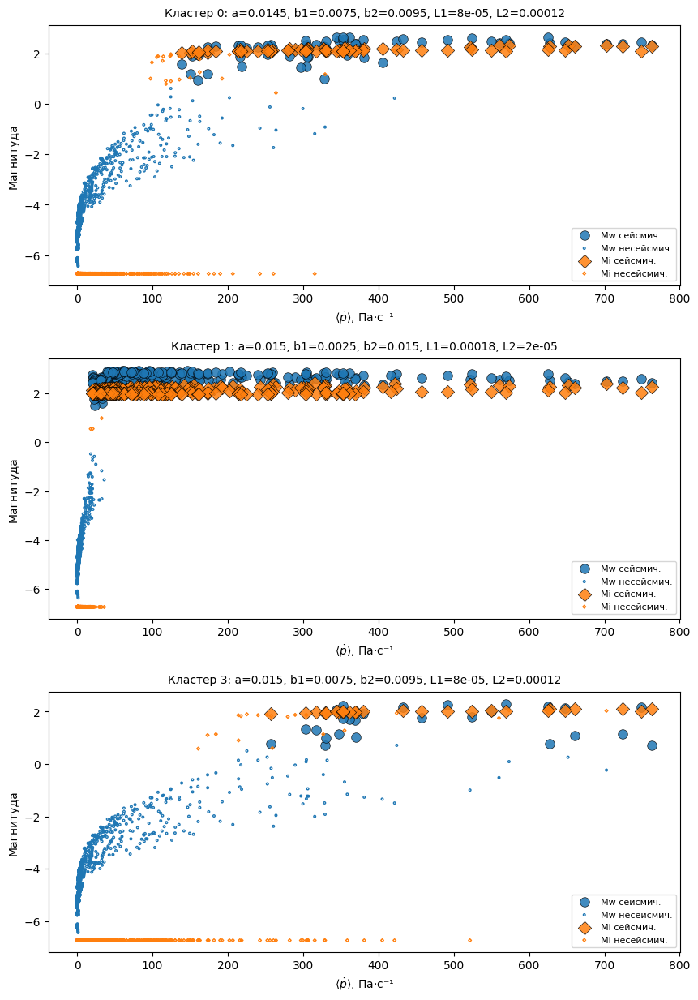 Кластер 0: a=0.0145, b1=0.0075, b2=0.0095, L1=8e-05, L2=0.00012
Магнитуда
2
0
−2
−4
−6
Mw сейсмич.
Mw несейсмич.
Mi сейсмич.
Mi несейсмич.
0 100 200 300 400 500 600 700 800
⟨ṗ⟩, Па·с⁻¹
Кластер 1: a=0.015, b1=0.0025, b2=0.015, L1=0.00018, L2=2e-05
Магнитуда
2
0
−2
−4
−6
Mw сейсмич.
Mw несейсмич.
Mi сейсмич.
Mi несейсмич.
0 100 200 300 400 500 600 700 800
⟨ṗ⟩, Па·с⁻¹
Кластер 3: a=0.015, b1=0.0075, b2=0.0095, L1=8e-05, L2=0.00012
Магнитуда
2
0
−2
−4
−6
Mw сейсмич.
Mw несейсмич.
Mi сейсмич.
Mi несейсмич.
0 100 200 300 400 500 600 700 800
⟨ṗ⟩, Па·с⁻¹